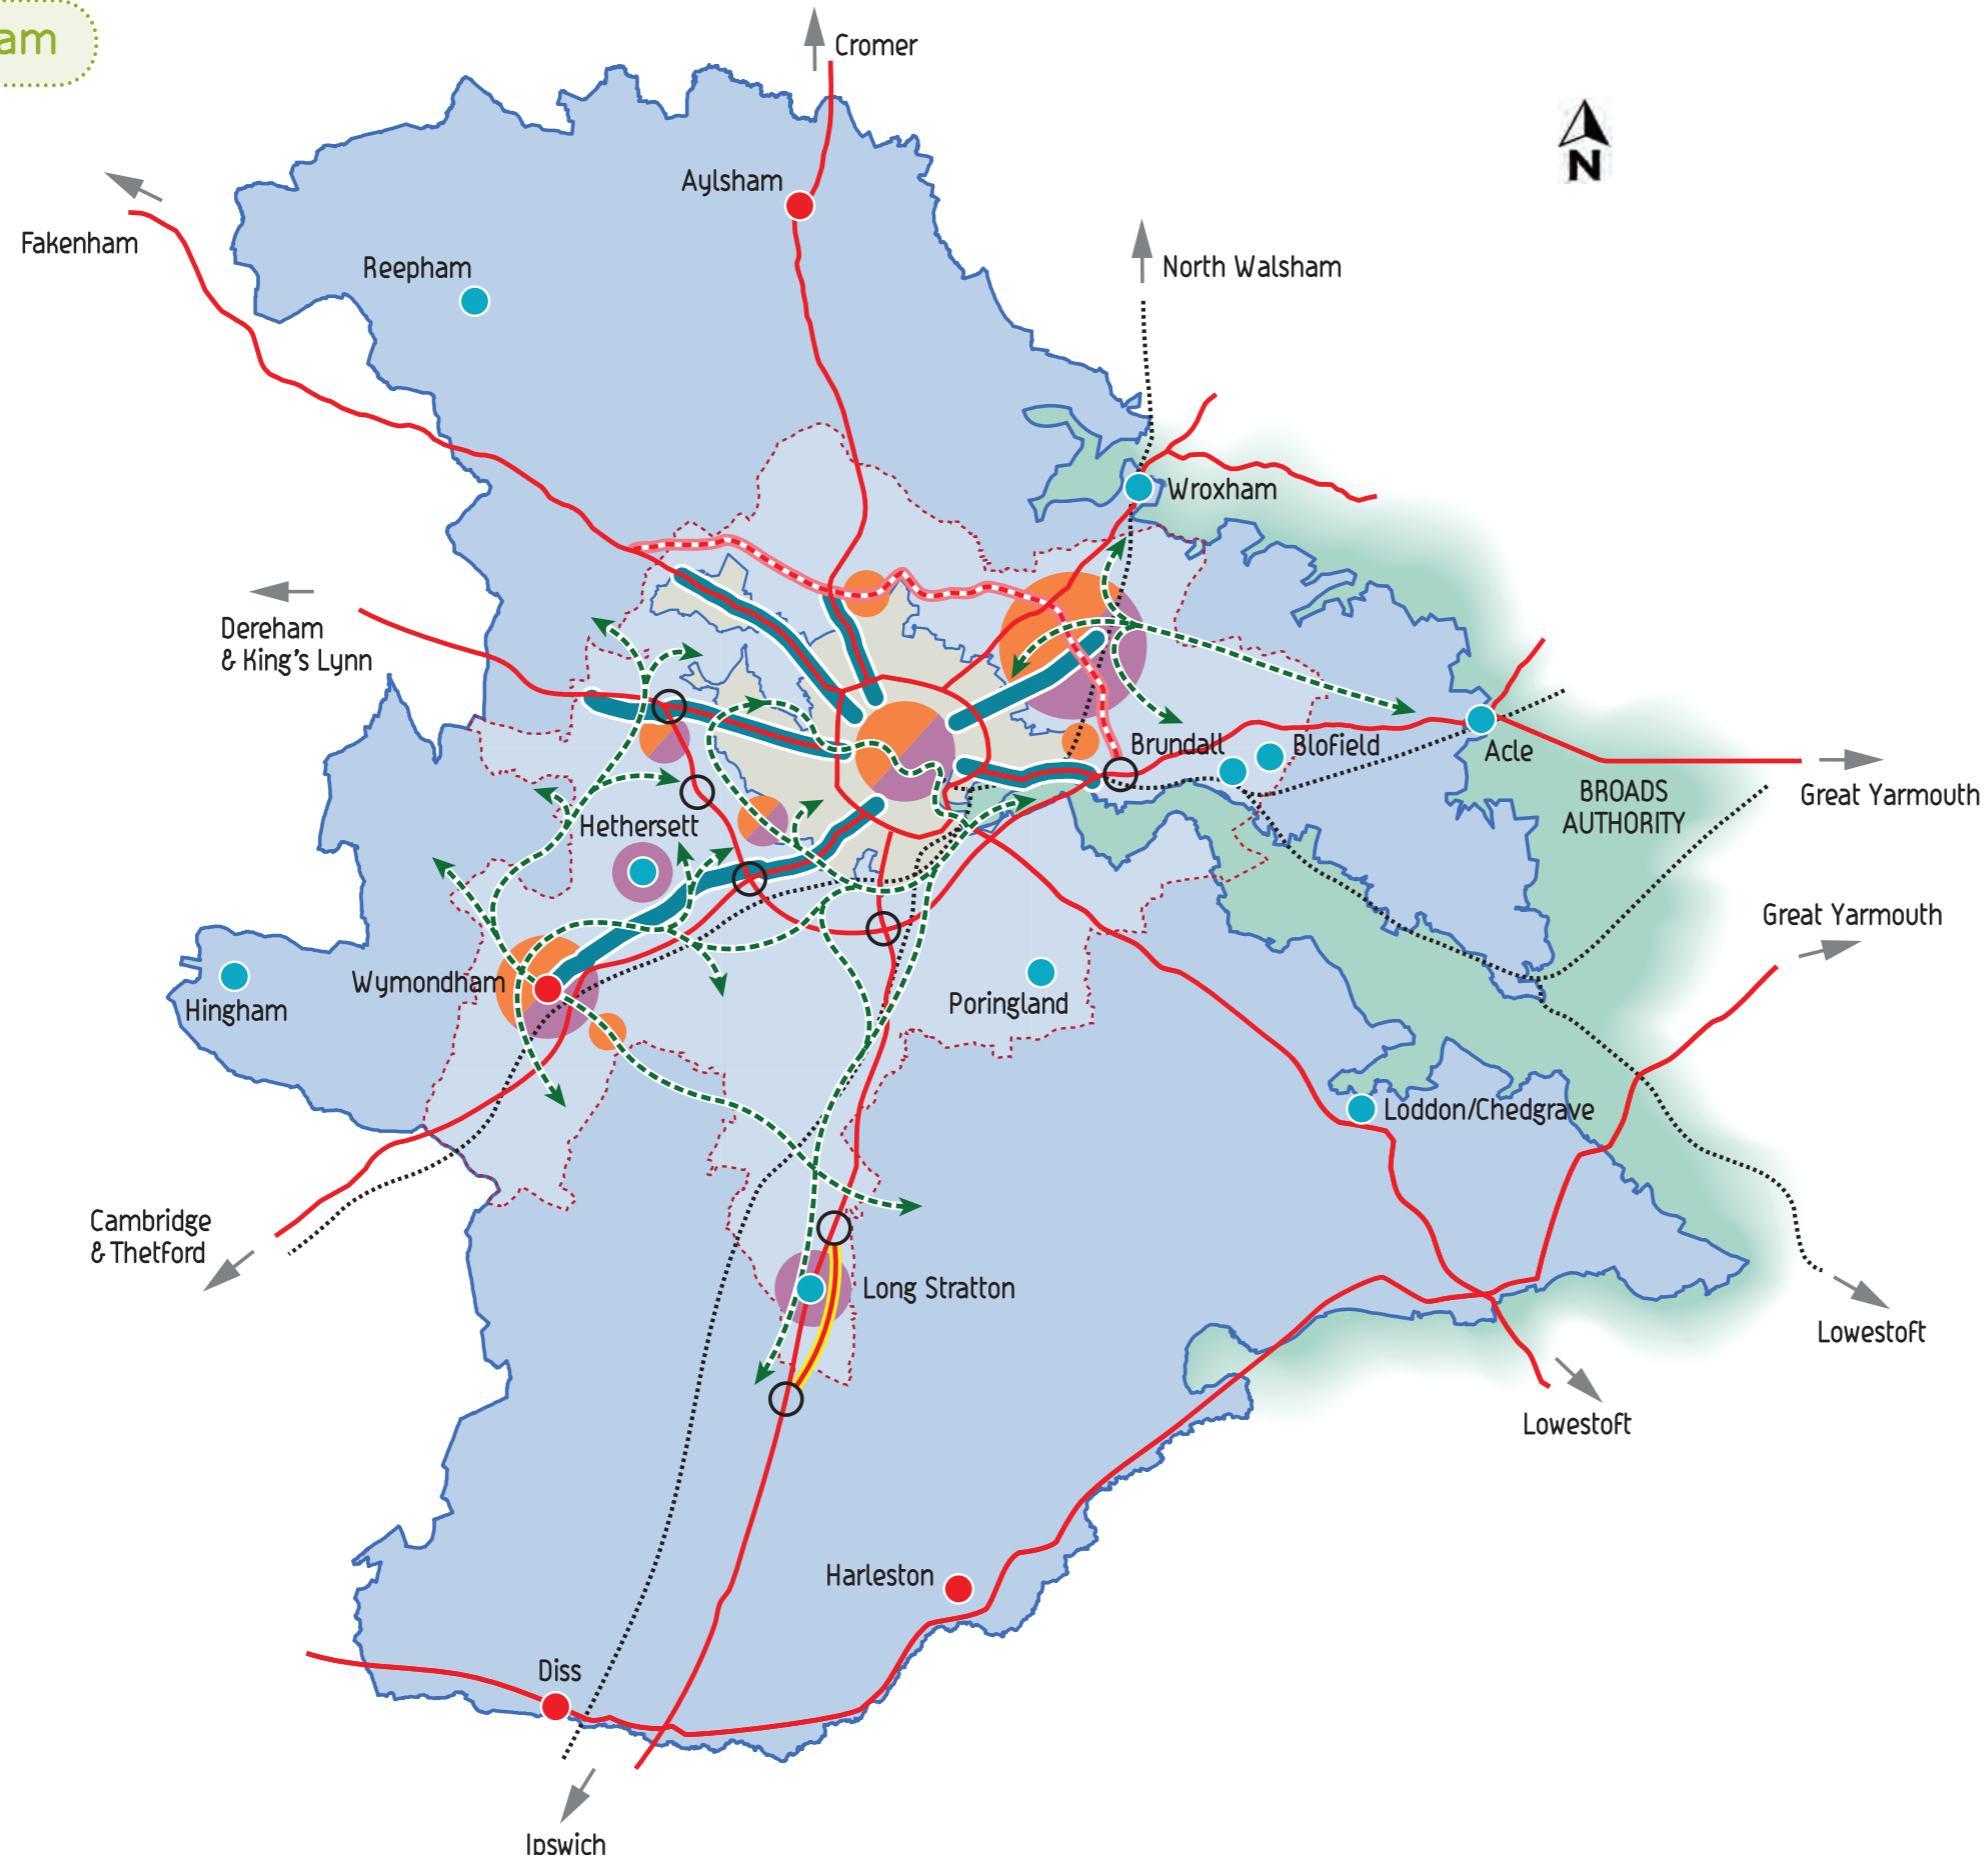 am
Cromer
N
Aylsham
Fakenham
Reepham
North Walsham
Wroxham
Dereham
& King's Lynn
Brundall
Blofield
Acle
BROADS
AUTHORITY
Great Yarmouth
Hethersett
Great Yarmouth
Wymondham
Hingham
Poringland
Loddon/Chedgrave
Cambridge
& Thetford
Long Stratton
Lowestoft
Lowestoft
Harleston
Diss
Ipswich